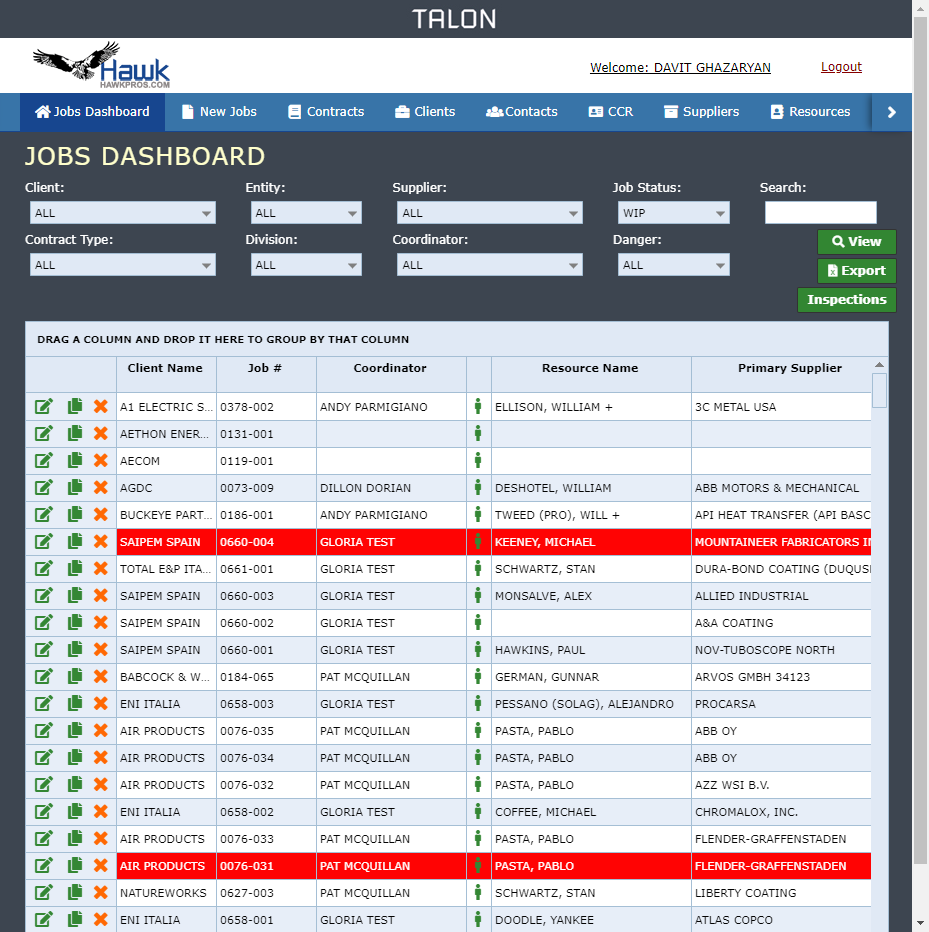 TALON
Hawk
HAWKPROS.COM
Welcome: DAVIT GHAZARYAN Logout
Jobs Dashboard New Jobs Contracts Clients Contacts CCR Suppliers Resources
JOBS DASHBOARD
Client: Entity: Supplier: Job Status: Search:
ALL ALL ALL WIP
Contract Type: Division: Coordinator: Danger:
View
ALL ALL ALL ALL
Export
Inspections
DRAG A COLUMN AND DROP IT HERE TO GROUP BY THAT COLUMN
Client Name Job # Coordinator Resource Name Primary Supplier
A1 ELECTRIC S... 0378-002 ANDY PARMIGIANO ELLISON, WILLIAM + 3C METAL USA
AETHON ENER... 0131-001
AECOM 0119-001
AGDC 0073-009 DILLON DORIAN DESHOTEL, WILLIAM ABB MOTORS & MECHANICAL
BUCKEYE PART... 0186-001 ANDY PARMIGIANO TWEED (PRO), WILL + API HEAT TRANSFER (API BASC
SAIPEM SPAIN 0660-004 GLORIA TEST KEENEY, MICHAEL MOUNTAINEER FABRICATORS IN
TOTAL E&P ITA... 0661-001 GLORIA TEST SCHWARTZ, STAN DURA-BOND COATING (DUQUS
SAIPEM SPAIN 0660-003 GLORIA TEST MONSALVE, ALEX ALLIED INDUSTRIAL
SAIPEM SPAIN 0660-002 GLORIA TEST A&A COATING
SAIPEM SPAIN 0660-001 GLORIA TEST HAWKINS, PAUL NOV-TUBOSCOPE NORTH
BABCOCK & W... 0184-065 PAT MCQUILLAN GERMAN, GUNNAR ARVOS GMBH 34123
ENI ITALIA 0658-003 GLORIA TEST PESSANO (SOLAG), ALEJANDRO PROCARSA
AIR PRODUCTS 0076-035 PAT MCQUILLAN PASTA, PABLO ABB OY
AIR PRODUCTS 0076-034 PAT MCQUILLAN PASTA, PABLO ABB OY
AIR PRODUCTS 0076-032 PAT MCQUILLAN PASTA, PABLO AZZ WSI B.V.
ENI ITALIA 0658-002 GLORIA TEST COFFEE, MICHAEL CHROMALOX, INC.
AIR PRODUCTS 0076-033 PAT MCQUILLAN PASTA, PABLO FLENDER-GRAFFENSTADEN
AIR PRODUCTS 0076-031 PAT MCQUILLAN PASTA, PABLO FLENDER-GRAFFENSTADEN
NATUREWORKS 0627-003 PAT MCQUILLAN SCHWARTZ, STAN LIBERTY COATING
ENI ITALIA 0658-001 GLORIA TEST DOODLE, YANKEE ATLAS COPCO